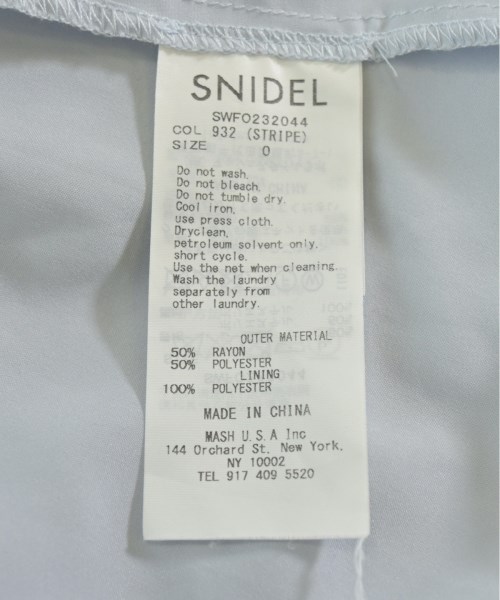 SNIDEL
SWFO232044
COL 932 (STRIPE)
SIZE 0
Do not wash.
Do not bleach.
Do not tumble dry.
Cool iron.
use press cloth.
Dryclean.
petroleum solvent only.
short cycle.
Use the net when cleaning.
Wash the laundry
separately from
other laundry.
OUTER MATERIAL
50% RAYON
50% POLYESTER
LINING
100% POLYESTER
MADE IN CHINA
MASH U.S.A Inc
144 Orchard St. New York.
NY 10002
TEL 917 409 5520